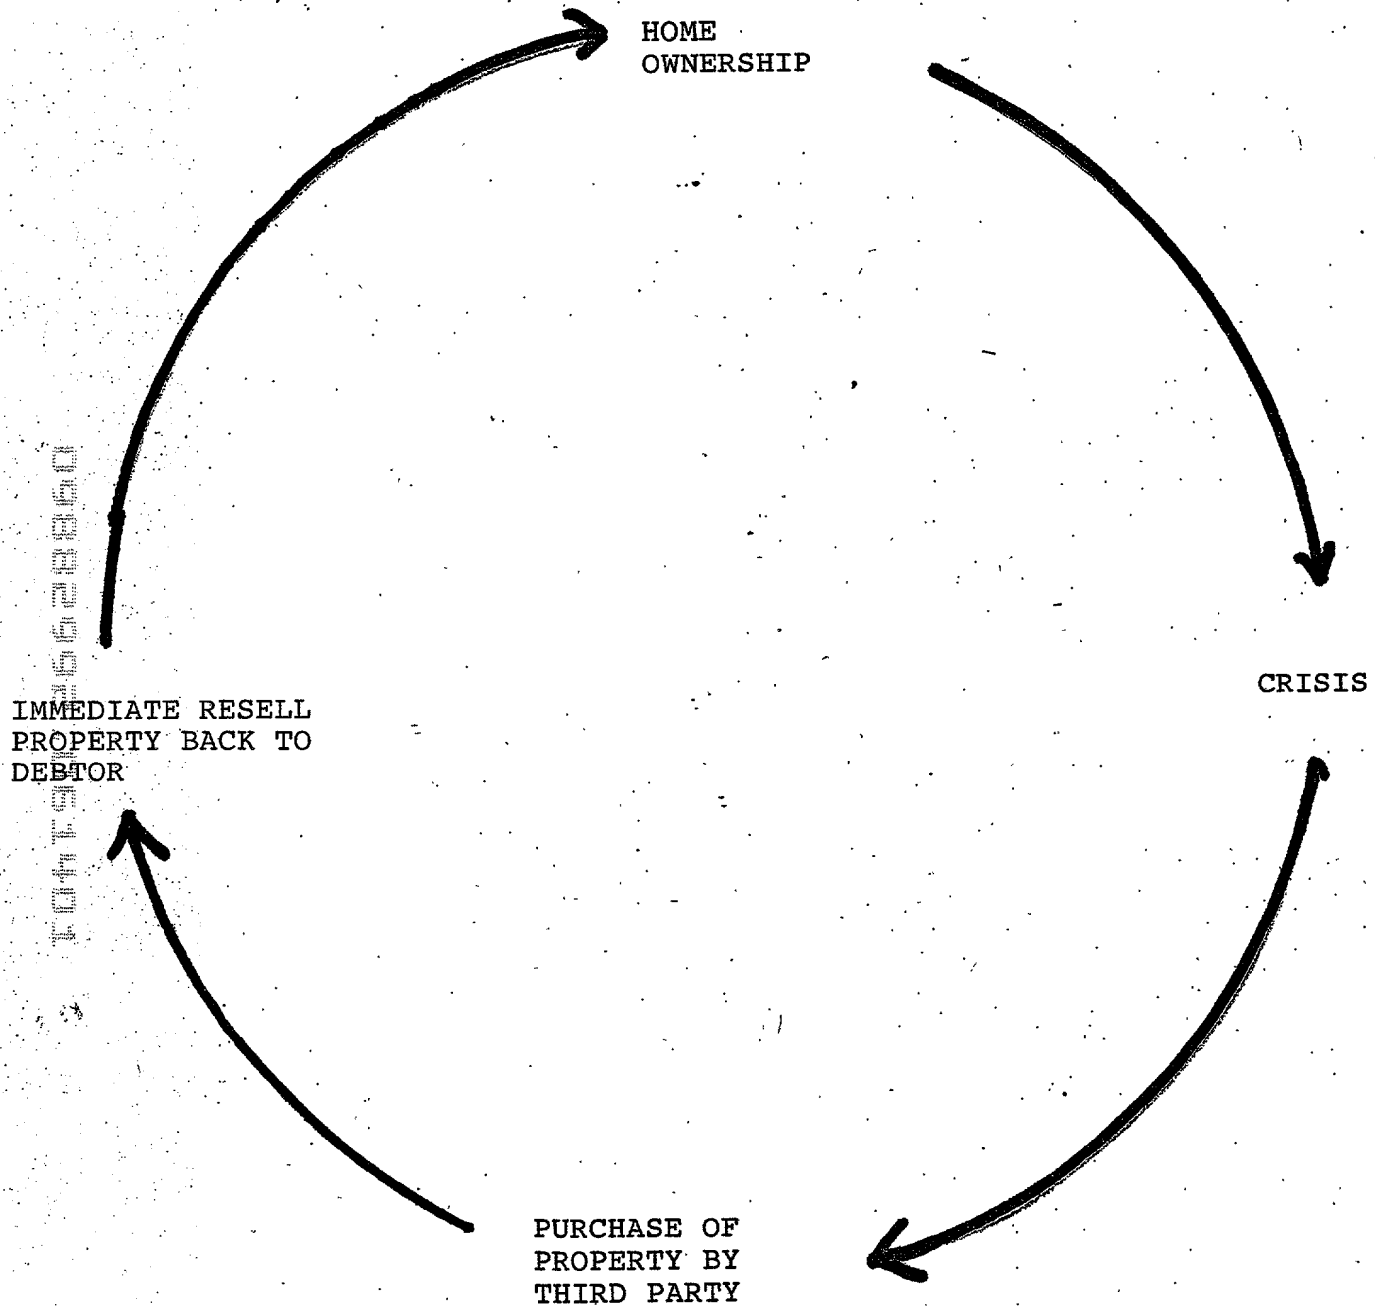 HOME
OWNERSHIP
CRISIS
IMMEDIATE RESELL
PROPERTY BACK TO
DEBTOR
PURCHASE OF
PROPERTY BY
THIRD PARTY